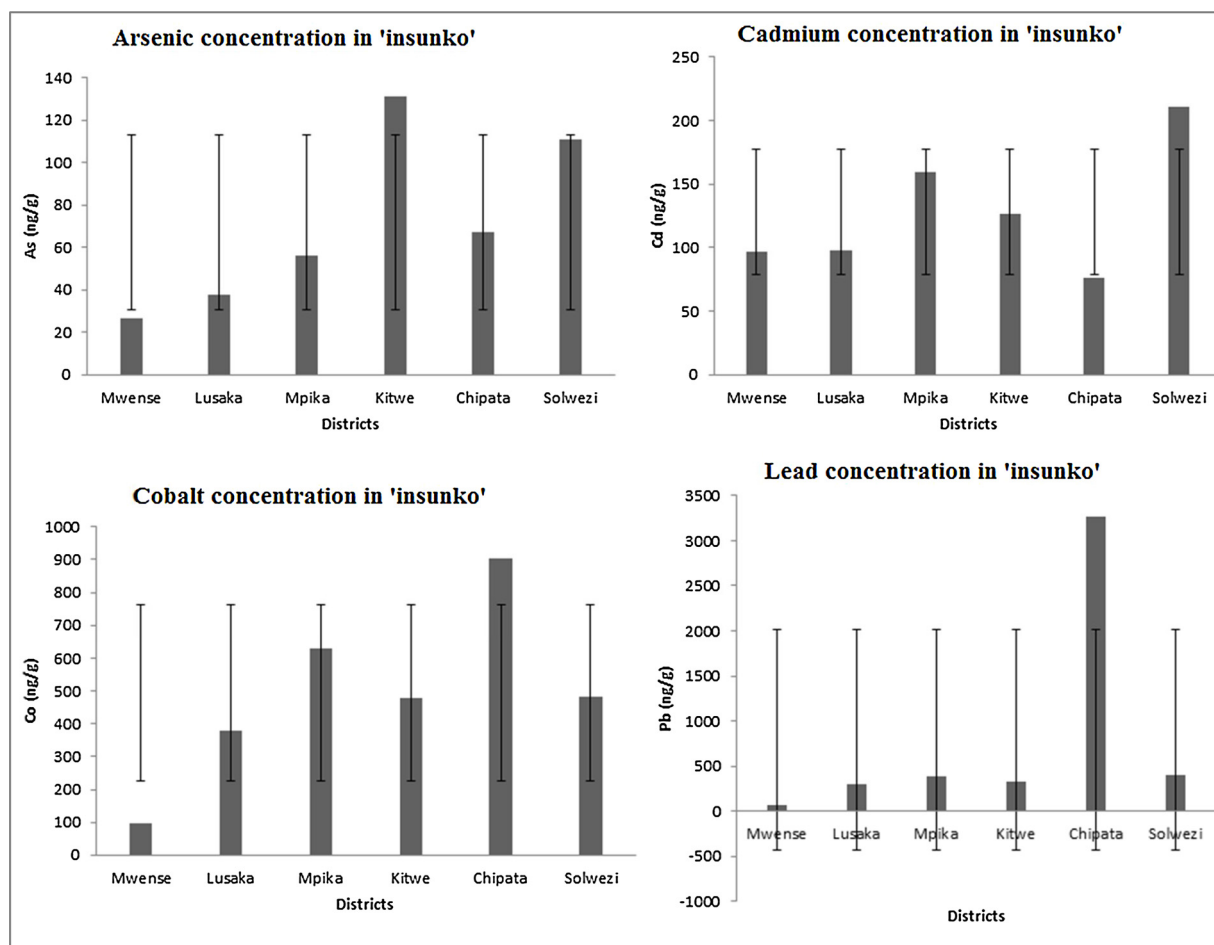 Arsenic concentration in 'insunko'
140
120
100
80
60
40
20
0
As (ng/g)
Mwense Lusaka Mpika Kitwe Chipata Solwezi
Districts
Cadmium concentration in 'insunko'
250
200
150
100
50
0
Cd (ng/g)
Mwense Lusaka Mpika Kitwe Chipata Solwezi
Districts
Cobalt concentration in 'insunko'
1000
900
800
700
600
500
400
300
200
100
0
Co (ng/g)
Mwense Lusaka Mpika Kitwe Chipata Solwezi
Districts
Lead concentration in 'insunko'
3500
3000
2500
2000
1500
1000
500
0
-500
-1000
Pb (ng/g)
Mwense Lusaka Mpika Kitwe Chipata Solwezi
Districts